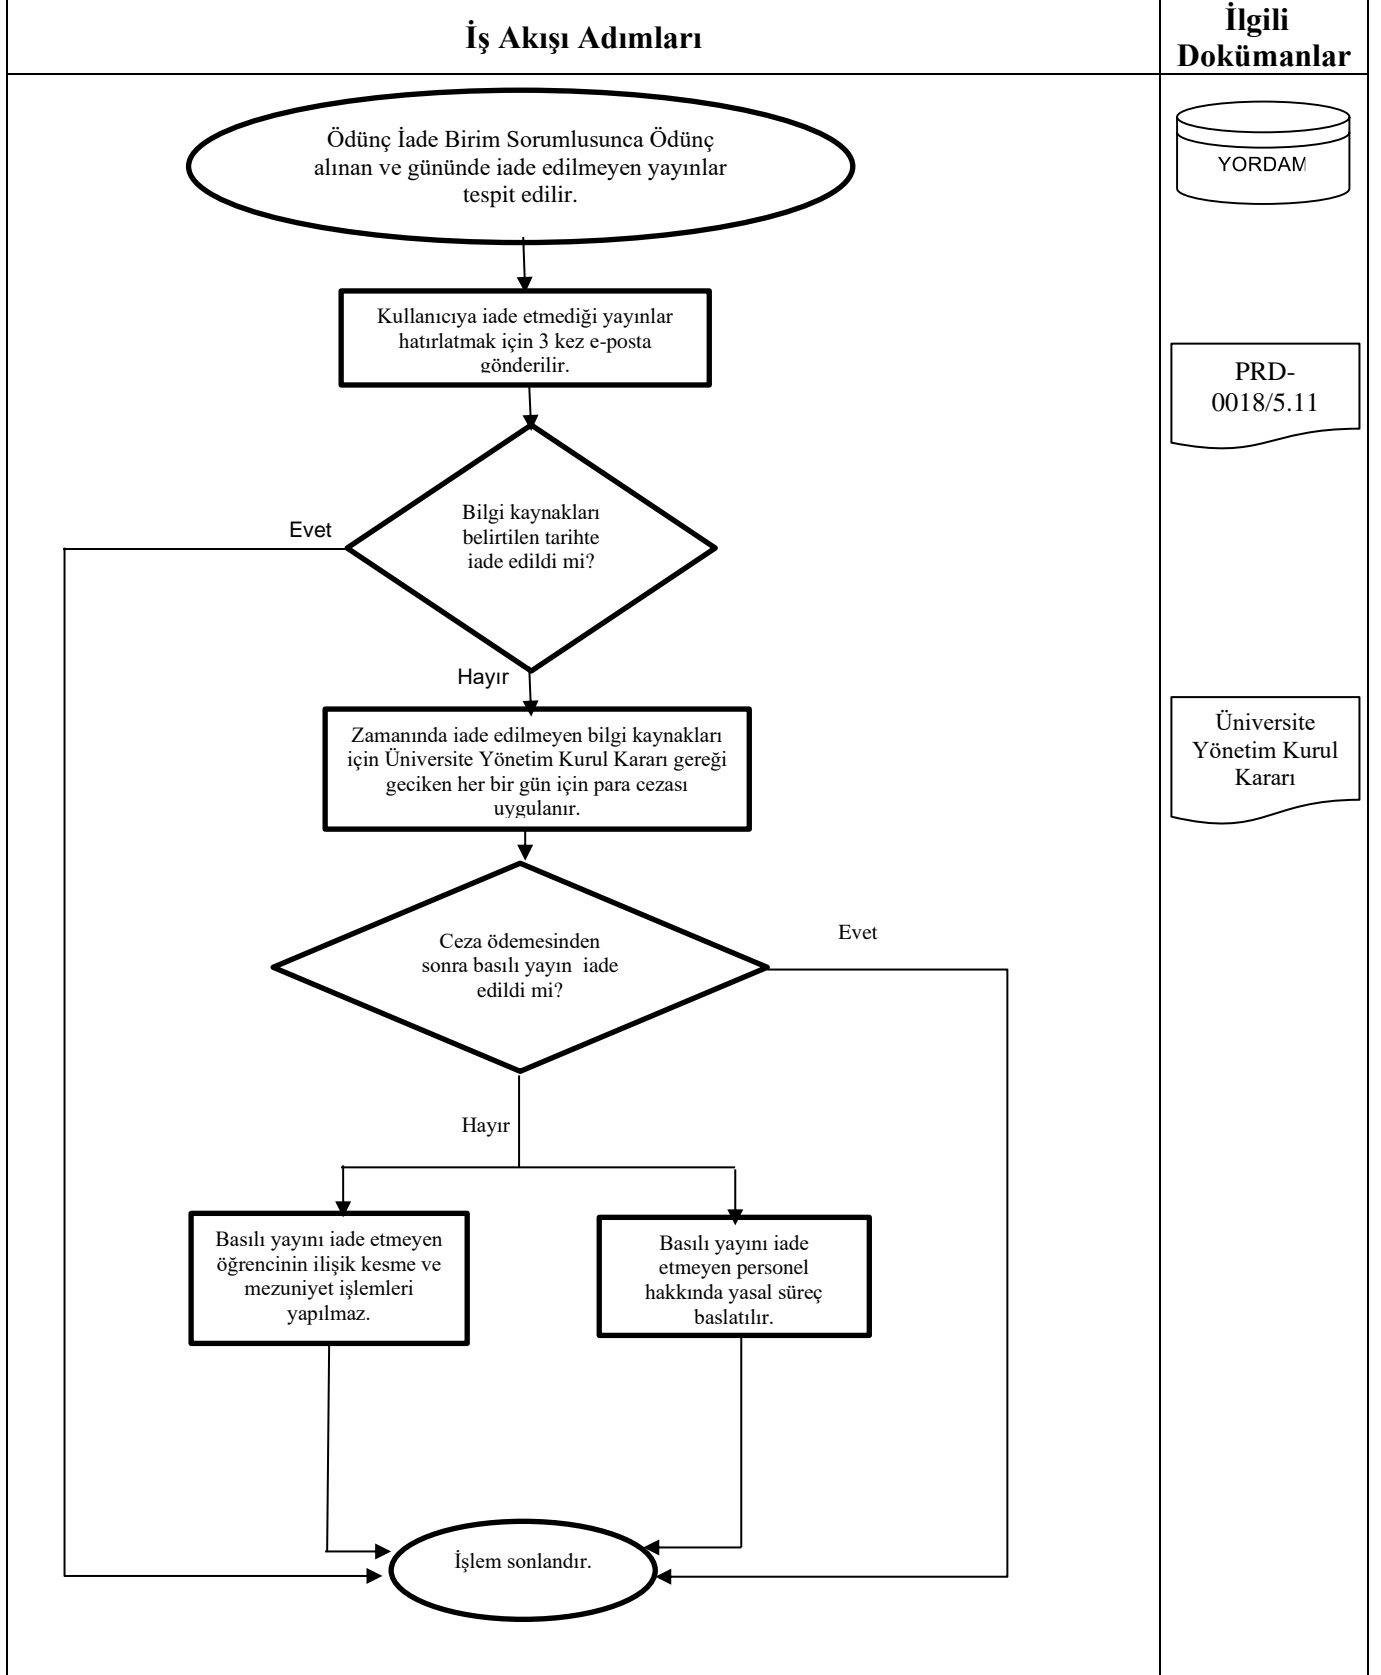 İş Akışı Adımları
İlgili
Dokümanlar
Ödünç İade Birim Sorumlusunca Ödünç
alınan ve gününde iade edilmeyen yayınlar
tespit edilir.
YORDAM
Kullanıcıya iade etmediği yayınlar
hatırlatmak için 3 kez e-posta
gönderilir.
PRD-
0018/5.11
Bilgi kaynakları
belirtilen tarihte
iade edildi mi?
Evet
Hayır
Zamanında iade edilmeyen bilgi kaynakları
için Üniversite Yönetim Kurul Kararı gereği
geciken her bir gün için para cezası
uygulanır.
Üniversite
Yönetim Kurul
Kararı
Ceza ödemesinden
sonra basılı yayın iade
edildi mi?
Evet
Hayır
Basılı yayını iade etmeyen
öğrencinin ilişik kesme ve
mezuniyet işlemleri
yapılmaz.
Basılı yayını iade
etmeyen personel
hakkında yasal süreç
baslatılır.
İşlem sonlandır.